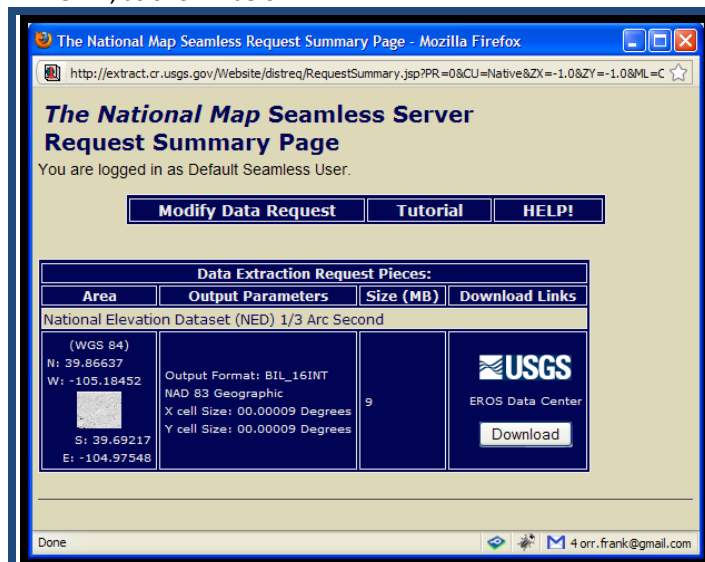 The National Map Seamless Request Summary Page - Mozilla Firefox
http://extract.cr.usgs.gov/Website/distreq/RequestSummary.jsp?PR=0&CU=Native&ZX=-1.0&ZY=-1.0&ML=C
The National Map Seamless Server
Request Summary Page
You are logged in as Default Seamless User.
Modify Data Request Tutorial HELP!
Data Extraction Request Pieces:
Area Output Parameters Size (MB) Download Links
National Elevation Dataset (NED) 1/3 Arc Second
(WGS 84)
N: 39.86637
W: -105.18452
S: 39.69217
E: -104.97548
Output Format: BIL_16INT
NAD 83 Geographic
X cell Size: 00.00009 Degrees
Y cell Size: 00.00009 Degrees
9
USGS
EROS Data Center
Download
Done
4 orr.frank@gmail.com